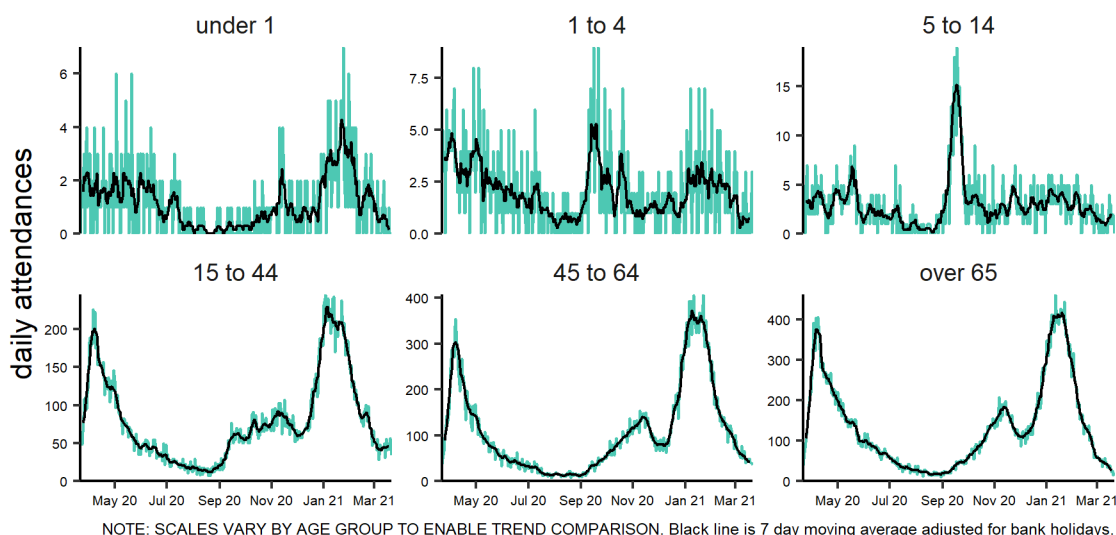 under 1
1 to 4
5 to 14
6
4
2
0
7.5
5.0
2.5
0.0
15
10
5
0
daily attendances
15 to 44
45 to 64
over 65
200
150
100
50
0
400
300
200
100
0
400
300
200
100
0
May 20 Jul 20 Sep 20 Nov 20 Jan 21 Mar 21
May 20 Jul 20 Sep 20 Nov 20 Jan 21 Mar 21
May 20 Jul 20 Sep 20 Nov 20 Jan 21 Mar 21
NOTE: SCALES VARY BY AGE GROUP TO ENABLE TREND COMPARISON. Black line is 7 day moving average adjusted for bank holidays.